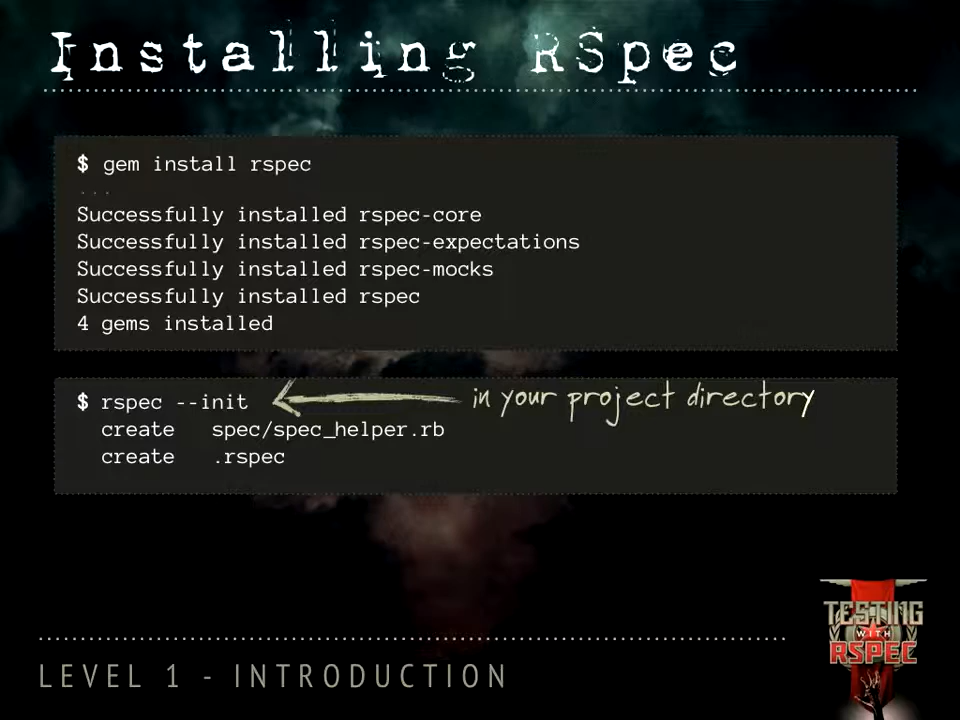 Installing RSpec
$ gem install rspec
...
Successfully installed rspec-core
Successfully installed rspec-expectations
Successfully installed rspec-mocks
Successfully installed rspec
4 gems installed
$ rspec --init
in your project directory
create spec/spec_helper.rb
create .rspec
TESTING
WITH
RSPEC
LEVEL 1 - INTRODUCTION